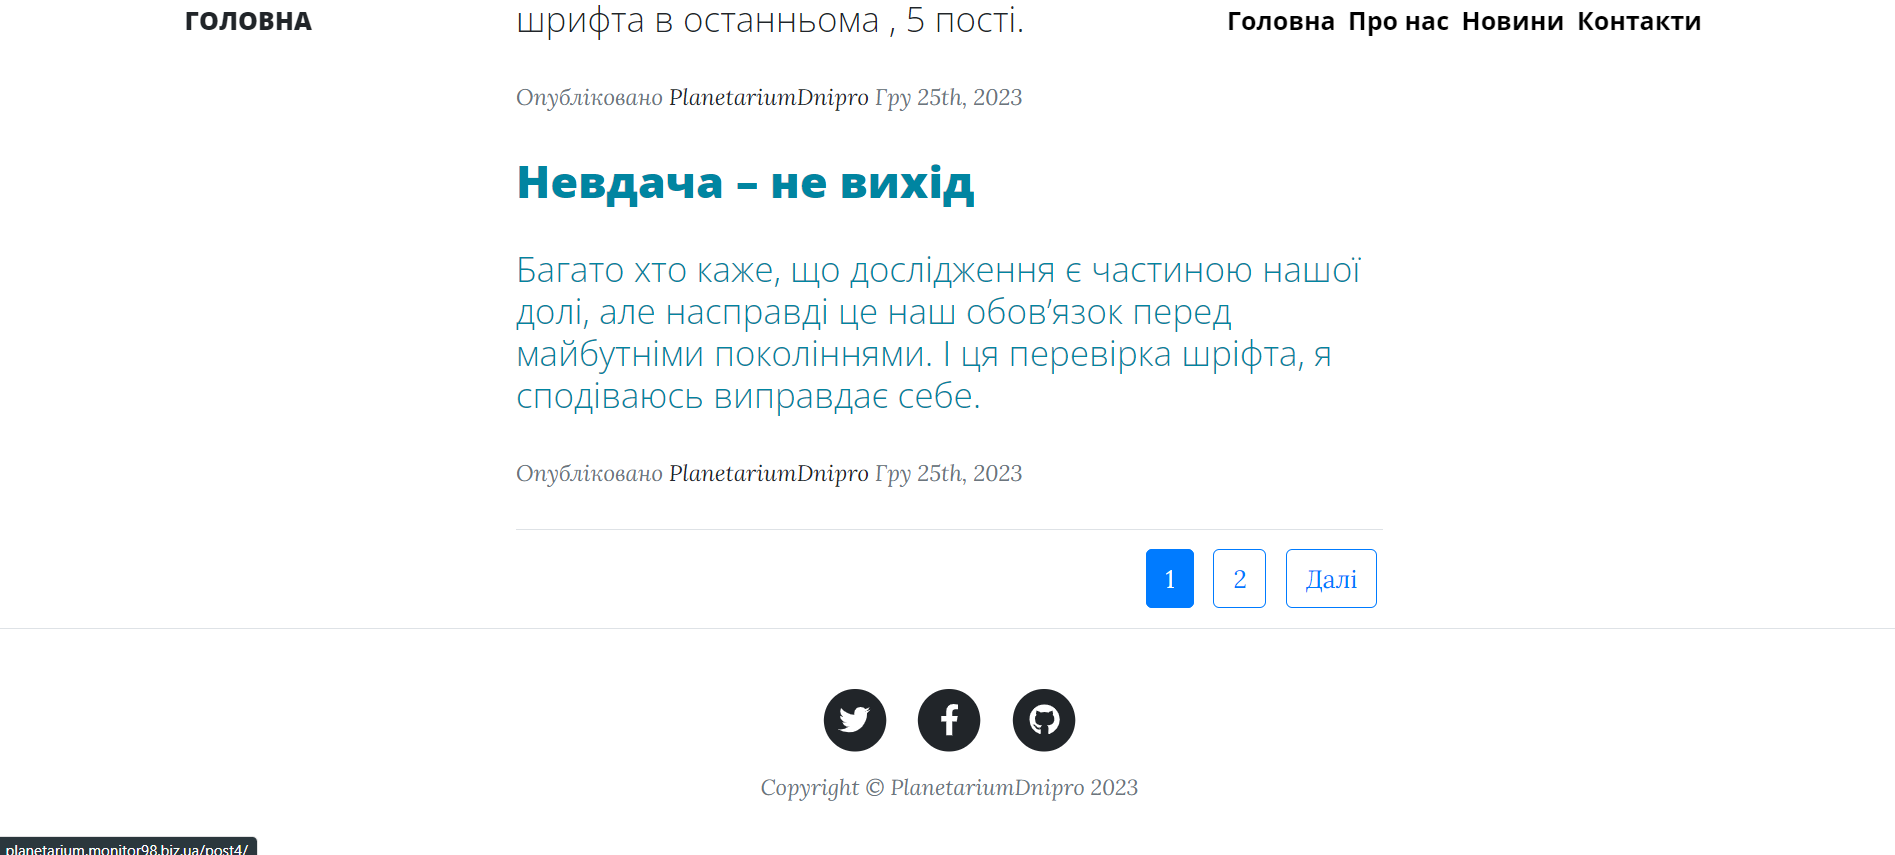 ГОЛОВНА
шрифта в останньома , 5 пості.
Головна Про нас Новини Контакти
Опубліковано PlanetariumDnipro Гру 25th, 2023
Невдача – не вихід
Багато хто каже, що дослідження є частиною нашої
долі, але насправді це наш обов’язок перед
майбутніми поколіннями. І ця перевірка шріфта, я
сподіваюсь виправдає себе.
Опубліковано PlanetariumDnipro Гру 25th, 2023
1 2 Далі
Copyright © PlanetariumDnipro 2023
planetarium.monitor98.biz.ua/post4/